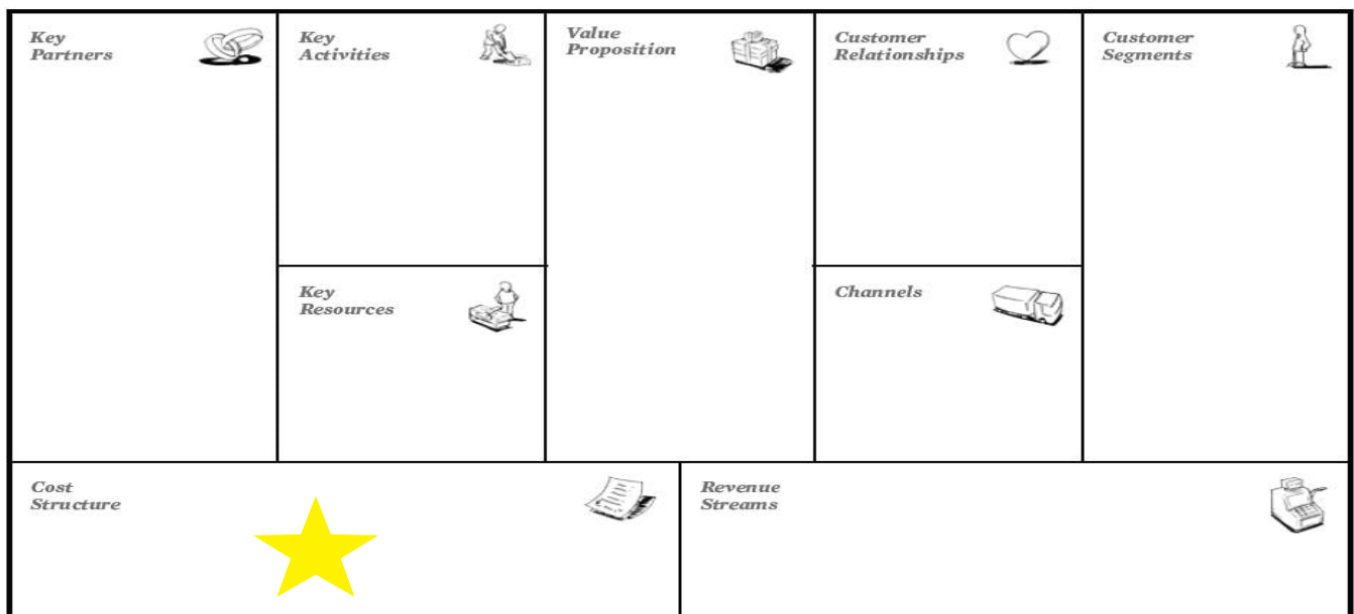 Key
Partners
Key
Activities
Value
Proposition
Customer
Relationships
Customer
Segments
Key
Resources
Channels
Cost
Structure
Revenue
Streams